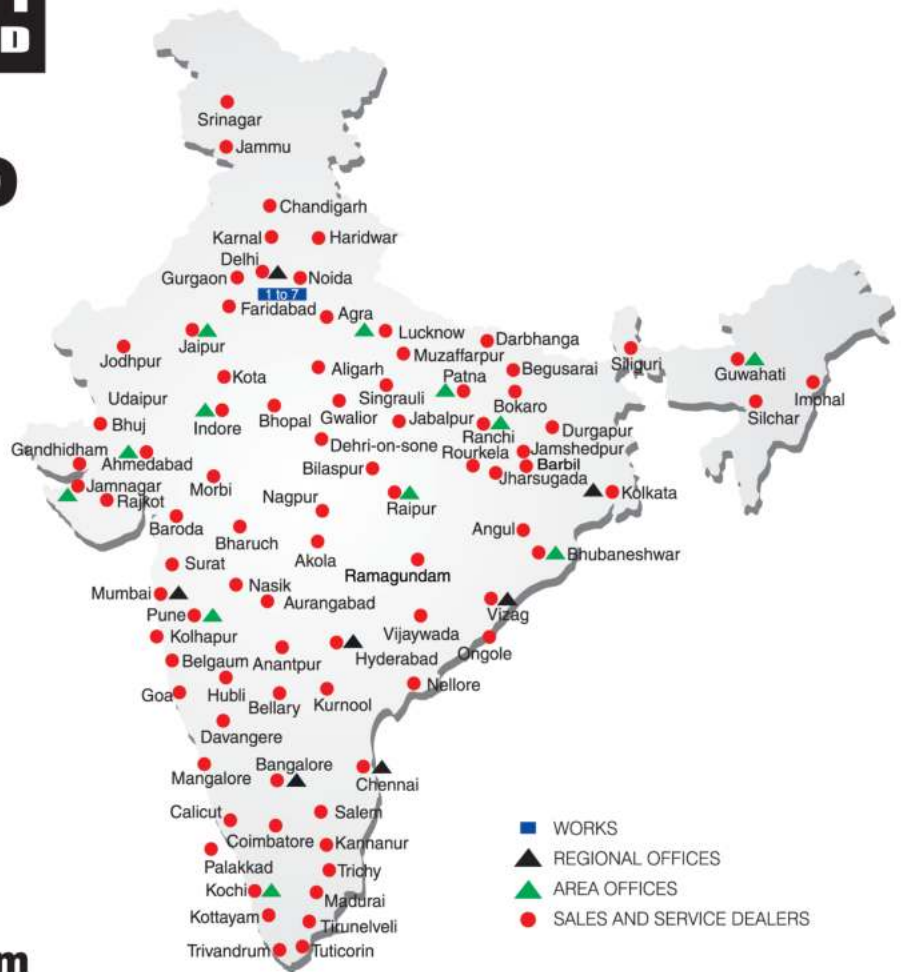 D
Srinagar
Jammu
Chandigarh
Karnal Haridwar
Delhi
Gurgaon Noida
1 to 7
Faridabad
Agra
Jaipur
Lucknow
Darbhanga
Jodhpur
Muzaffarpur
Siliguri
Guwahati
Kota
Aligarh
Patna
Begusarai
Imphal
Udaipur
Singrauli
Bokaro
Silchar
Bhuj
Indore
Bhopal
Gwalior
Jabalpur
Ranchi
Durgapur
Gandhidham
Ahmedabad
Dehri-on-sone
Rourkela
Jamshedpur
Bilaspur
Barbil
Jharsugada
Jamnagar
Rajkot
Morbi
Nagpur
Raipur
Kolkata
Baroda
Bharuch
Akola
Angul
Bhubaneshwar
Surat
Ramagundam
Nasik
Mumbai
Aurangabad
Pune
Vizag
Kolhapur
Vijaywada
Ongole
Belgaum
Anantpur
Hyderabad
Goa
Hubli
Bellary
Kurnool
Nellore
Davangere
Mangalore
Bangalore
Chennai
Calicut
Salem
Coimbatore
Kannanur
Palakkad
Trichy
Kochi
Madurai
Kottayam
Tirunelveli
Trivandrum
Tuticorin
WORKS
REGIONAL OFFICES
AREA OFFICES
SALES AND SERVICE DEALERS
m